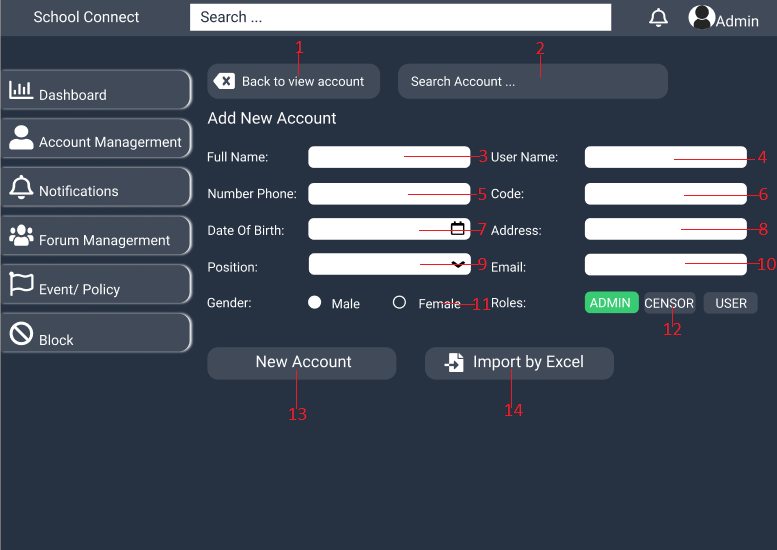 School Connect
Search ...
Admin
1
2
Back to view account
Search Account ...
Dashboard
Add New Account
Account Managerment
Full Name:
3
User Name:
4
Notifications
Number Phone:
5
Code:
6
Forum Managerment
Date Of Birth:
7
Address:
8
Position:
9
Email:
10
Event/ Policy
Gender:
Male
Female
11
Roles:
ADMIN
CENSOR
USER
12
Block
New Account
Import by Excel
13
14